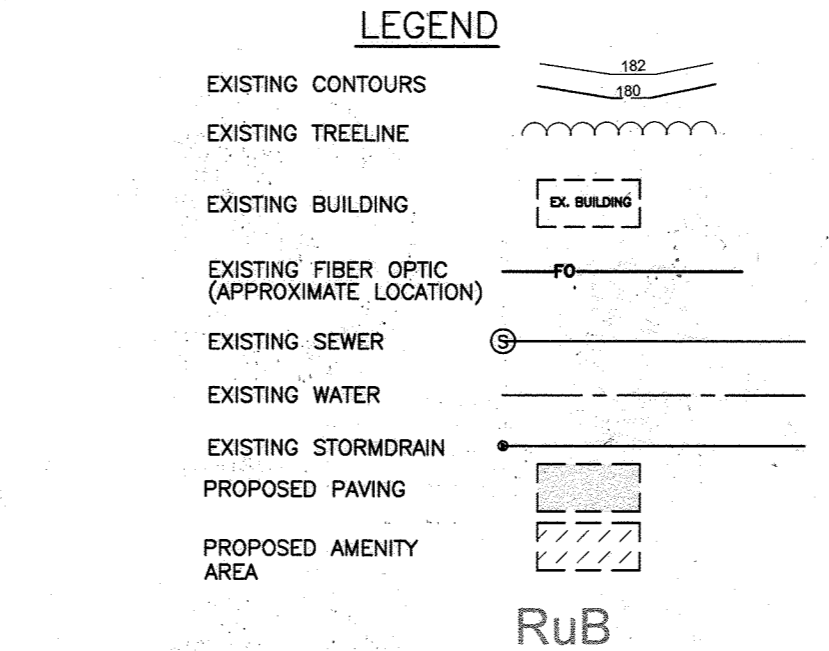 LEGEND
EXISTING CONTOURS
182
180
EXISTING TREELINE
EXISTING BUILDING
EX. BUILDING
EXISTING FIBER OPTIC
(APPROXIMATE LOCATION)
FO
EXISTING SEWER
S
EXISTING WATER
EXISTING STORMDRAIN
PROPOSED PAVING
PROPOSED AMENITY
AREA
RuB